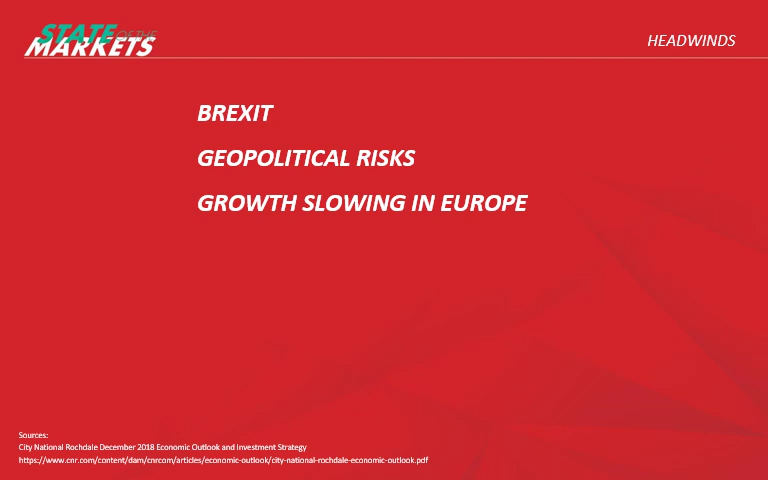 STATE OF THE
MARKETS
HEADWINDS
BREXIT
GEOPOLITICAL RISKS
GROWTH SLOWING IN EUROPE
Sources:
City National Rochdale December 2018 Economic Outlook and Investment Strategy
https://www.cnr.com/content/dam/cnrcom/articles/economic-outlook/city-national-rochdale-economic-outlook.pdf